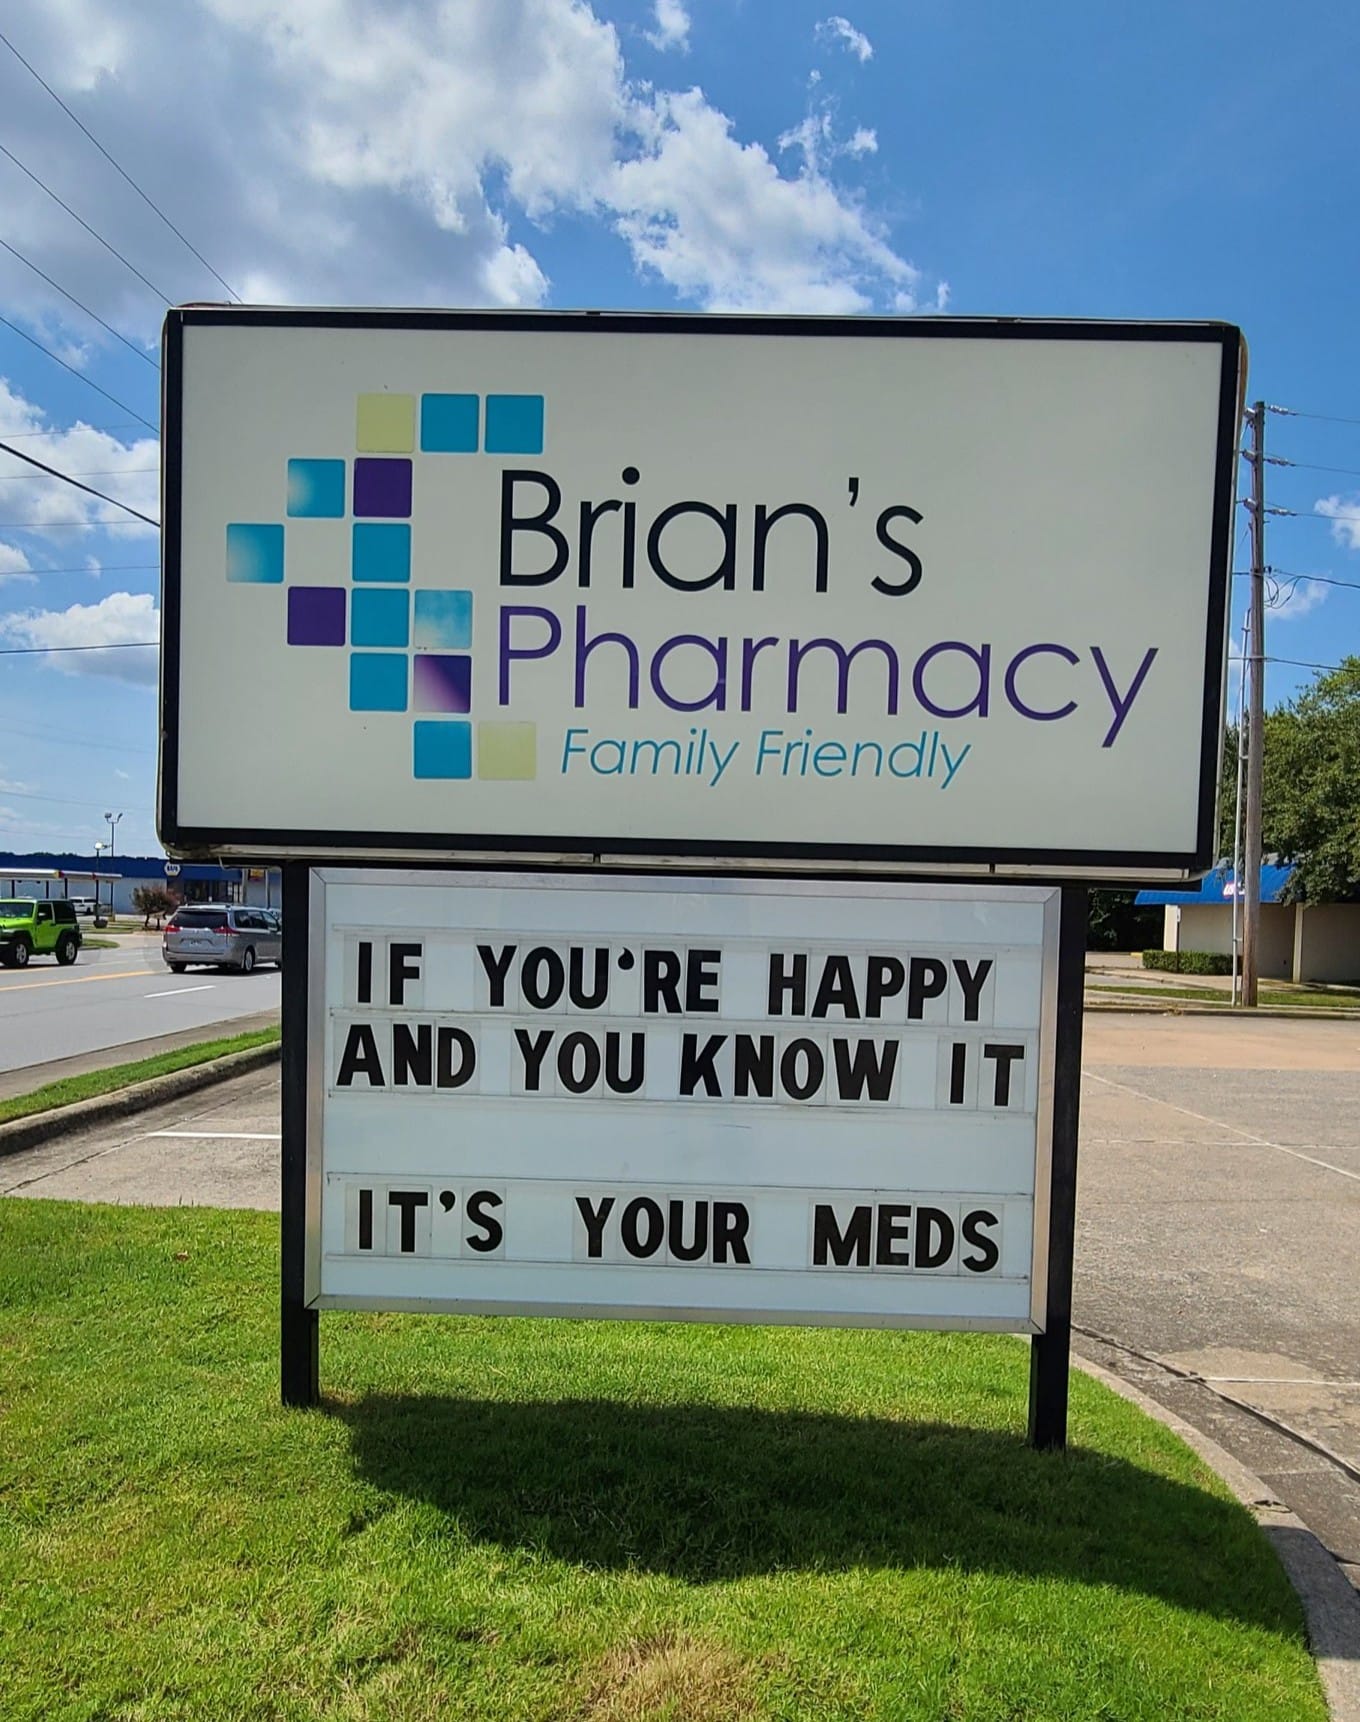 Brian's
Pharmacy
Family Friendly
IF YOU'RE HAPPY
AND YOU KNOW IT
IT'S YOUR MEDS